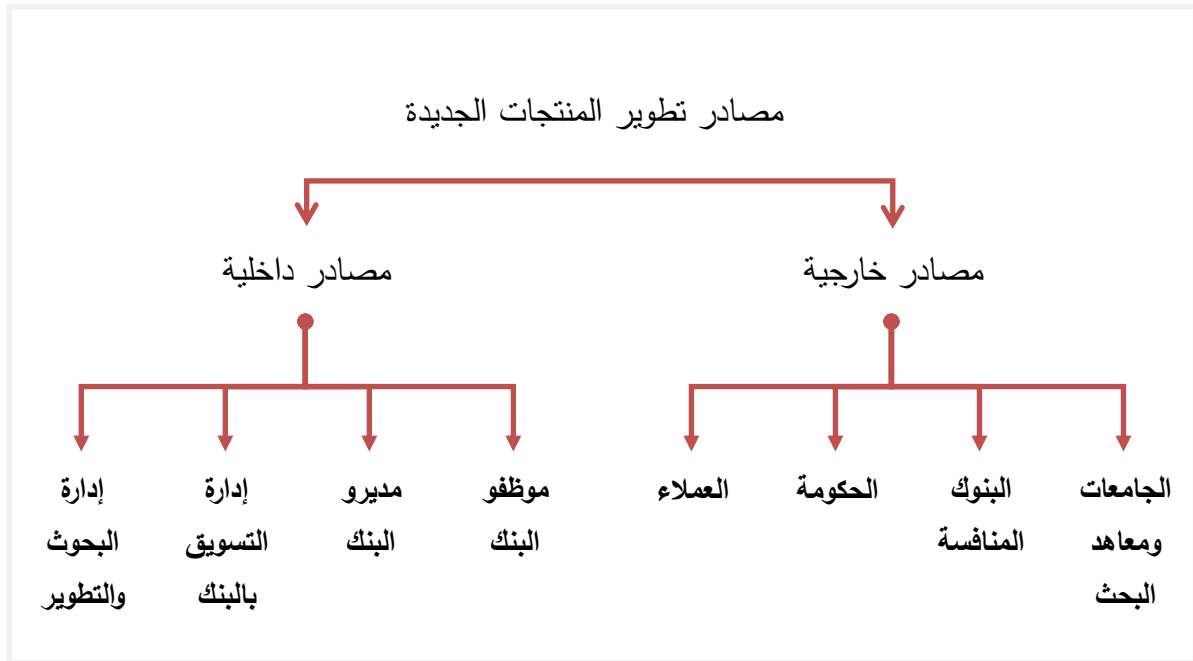 مصادر تطوير المنتجات الجديدة
مصادر خارجية
مصادر داخلية
الجامعات
ومعاهد
البحث
البنوك
المنافسة
الحكومة
العملاء
موظفو
البنك
مديرو
البنك
إدارة
التسويق
بالبنك
إدارة
البحوث
والتطوير